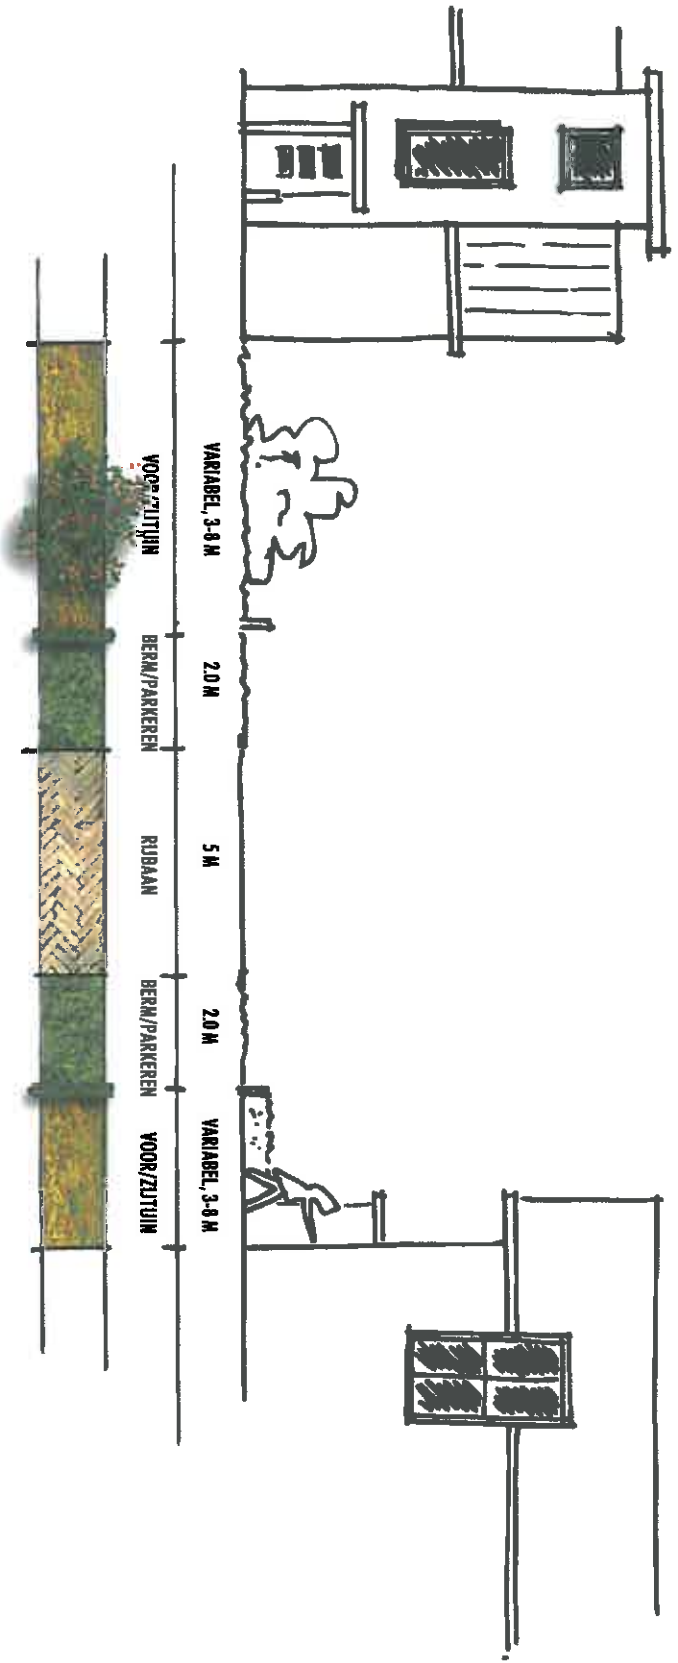 VARIABEL, 3-8 M
2.0 M
5 M
2.0 M
VARIABEL, 3-8 M
VOOR/ZIJTUIN
BERM/PARKEREN
RIJBAAN
BERM/PARKEREN
VOOR/ZIJTUIN